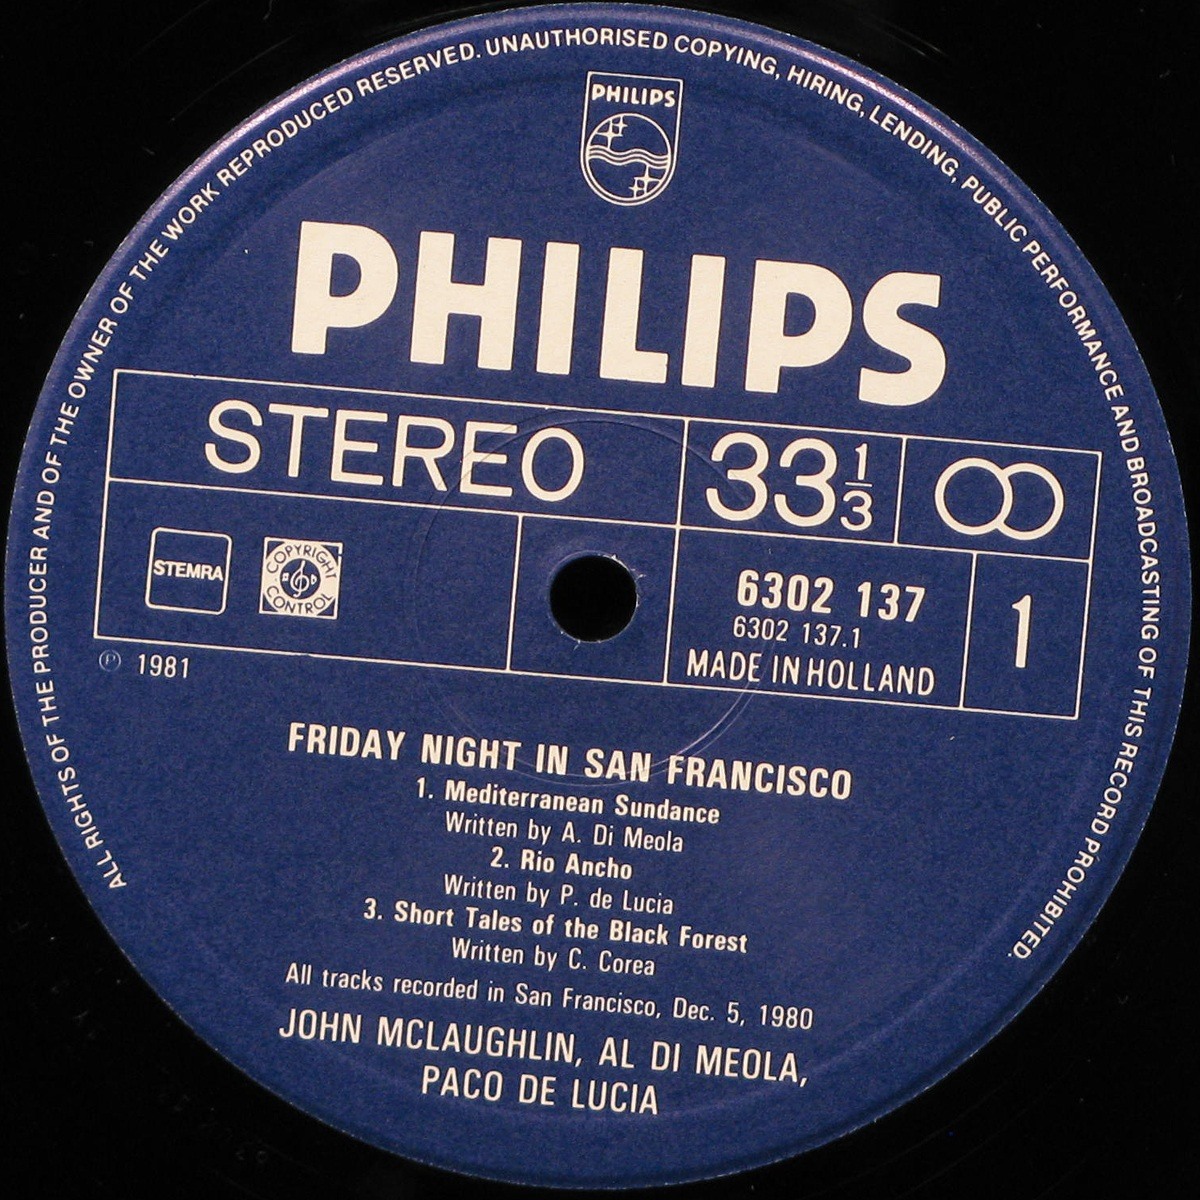 ALL RIGHTS OF THE PRODUCER AND OF THE OWNER OF THE WORK REPRODUCED RESERVED. UNAUTHORISED COPYING, HIRING, LENDING, PUBLIC PERFORMANCE AND BROADCASTING OF THIS RECORD PROHIBITED.
PHILIPS
PHILIPS
STEREO
33 1/3
STEMRA
COPYRIGHT
CONTROL
6302 137
6302 137.1
MADE IN HOLLAND
1
Ⓟ 1981
FRIDAY NIGHT IN SAN FRANCISCO
1. Mediterranean Sundance
Written by A. Di Meola
2. Rio Ancho
Written by P. de Lucia
3. Short Tales of the Black Forest
Written by C. Corea
All tracks recorded in San Francisco, Dec. 5, 1980
JOHN MCLAUGHLIN, AL DI MEOLA,
PACO DE LUCIA